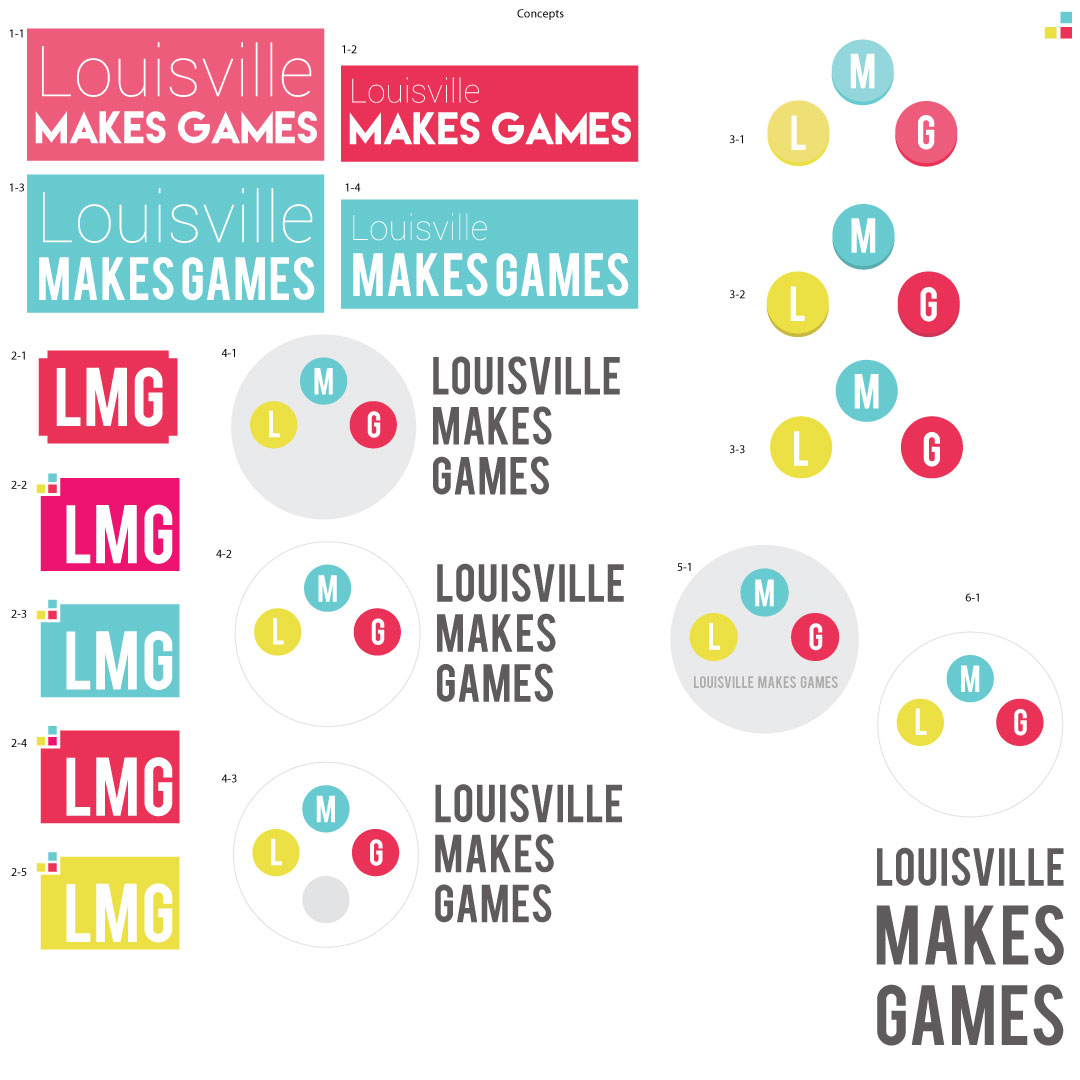 Concepts
1-1
Louisville
MAKES GAMES
1-2
Louisville
MAKES GAMES
1-3
Louisville
MAKES GAMES
1-4
Louisville
MAKES GAMES
2-1
LMG
2-2
LMG
2-3
LMG
2-4
LMG
2-5
LMG
4-1
M
L
G
LOUISVILLE
MAKES
GAMES
4-2
M
L
G
LOUISVILLE
MAKES
GAMES
4-3
M
L
G
LOUISVILLE
MAKES
GAMES
3-1
M
L
G
3-2
M
L
G
3-3
M
L
G
5-1
M
L
G
LOUISVILLE MAKES GAMES
6-1
M
L
G
LOUISVILLE
MAKES
GAMES